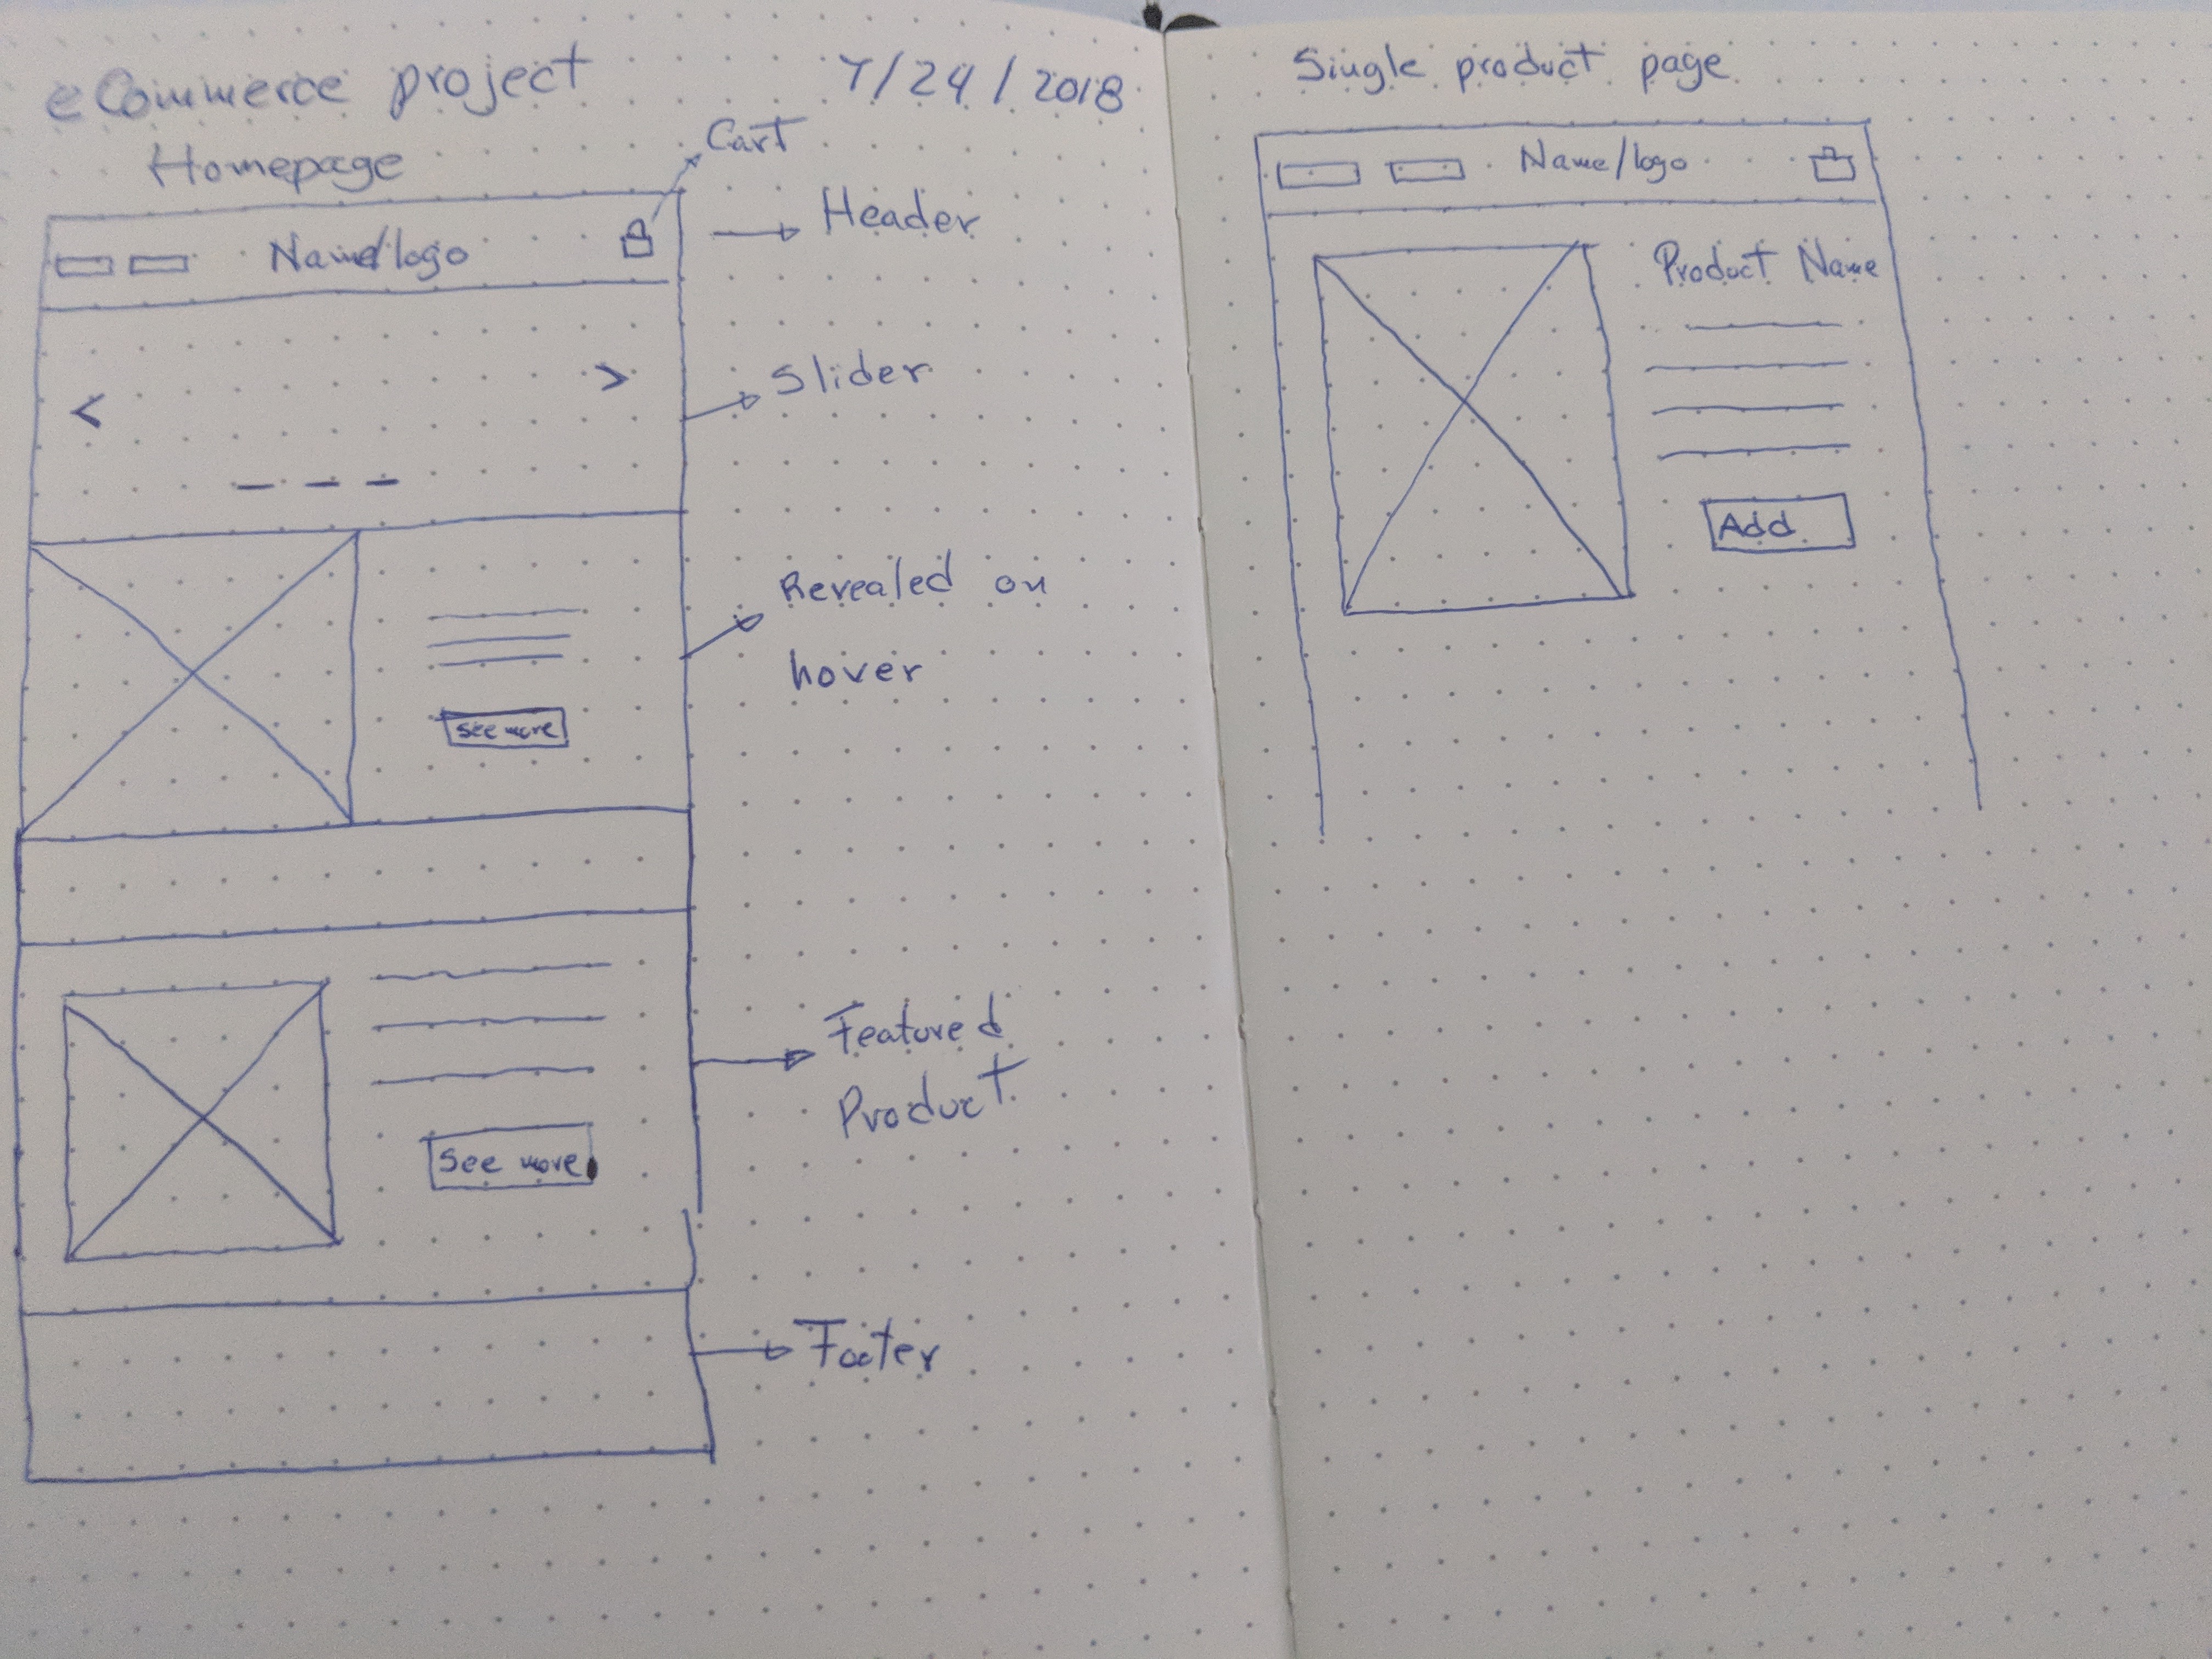 eCommerce project
7/24/2018
Homepage
Cart
Name/logo
Header
<
>
Slider
Revealed on
hover
see more
Featured
Product
See more
Footer
Single product page
Name/logo
Product Name
Add